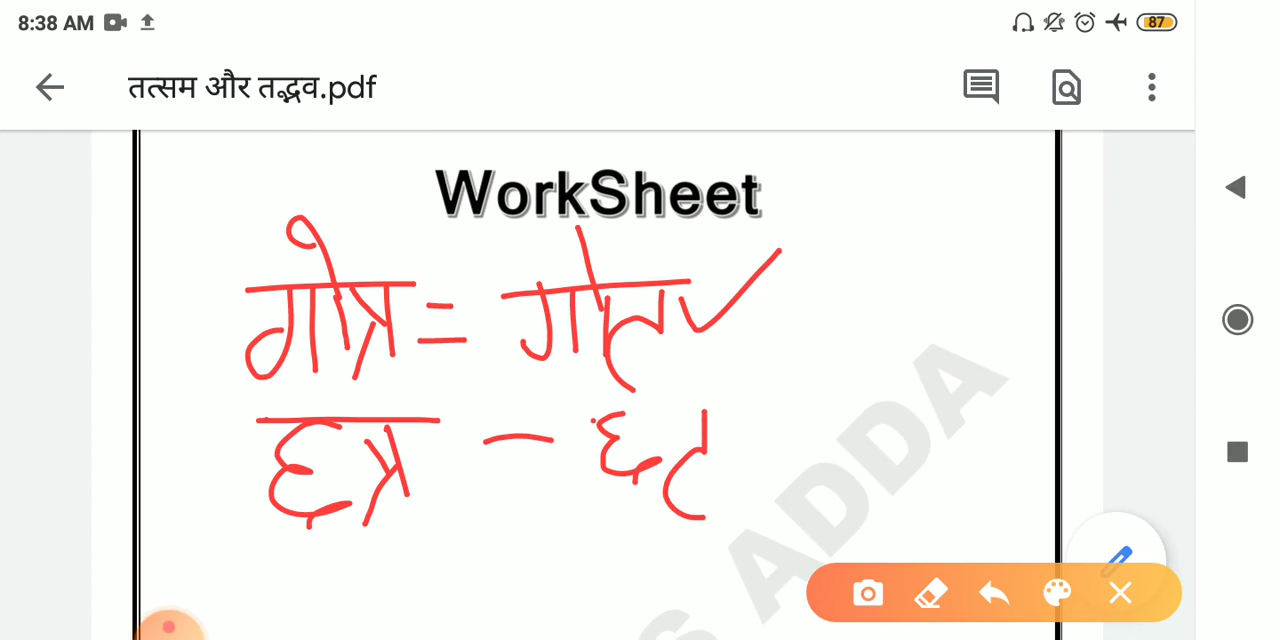 8:38 AM
87
तत्सम और तद्भव.pdf
WorkSheet
गोत्र = गोत
छत्र - छत
S ADDA